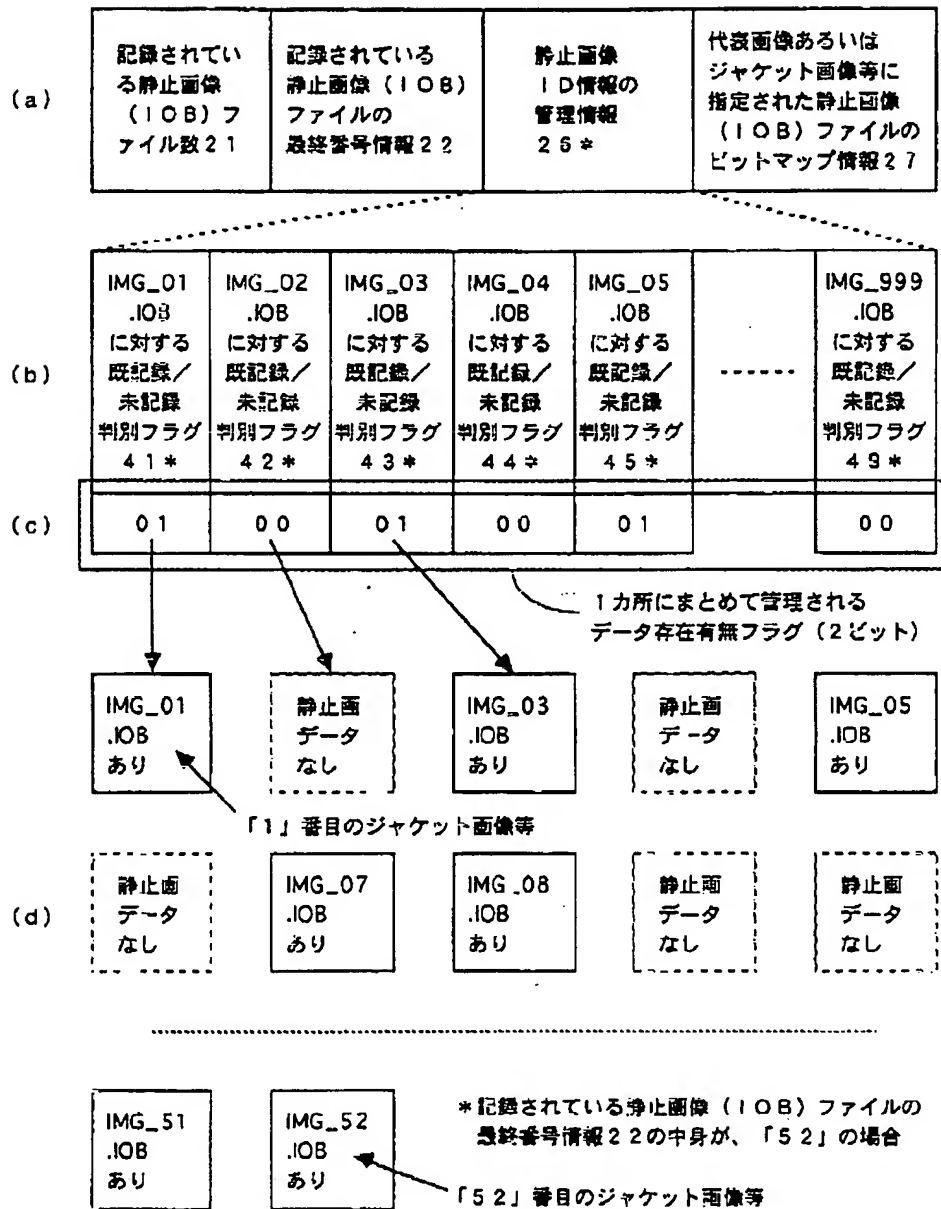 (a)
記録されてい
る静止画像
(IOB)フ
ァイル数21
記録されている
静止画像(IOB)
ファイルの
最終番号情報22
静止画像
ID情報の
管理情報
26*
代表画像あるいは
ジャケット画像等に
指定された静止画像
(IOB)ファイルの
ビットマップ情報27
(b)
IMG_01
.IOB
に対する
既記録/
未記録
判別フラグ
41*
IMG_02
.IOB
に対する
既記録/
未記録
判別フラグ
42*
IMG_03
.IOB
に対する
既記録/
未記録
判別フラグ
43*
IMG_04
.IOB
に対する
既記録/
未記録
判別フラグ
44*
IMG_05
.IOB
に対する
既記録/
未記録
判別フラグ
45*
IMG_999
.IOB
に対する
既記録/
未記録
判別フラグ
49*
(c)
01
00
01
00
01
00
1カ所にまとめて管理される
データ存在有無フラグ(2ビット)
IMG_01
.IOB
あり
静止画
データ
なし
IMG_03
.IOB
あり
静止画
データ
なし
IMG_05
.IOB
あり
「1」番目のジャケット画像等
(d)
静止画
データ
なし
IMG_07
.IOB
あり
IMG_08
.IOB
あり
静止画
データ
なし
静止画
データ
なし
IMG_51
.IOB
あり
IMG_52
.IOB
あり
*記録されている静止画像(IOB)ファイルの
最終番号情報22の中身が、「52」の場合
「52」番目のジャケット画像等